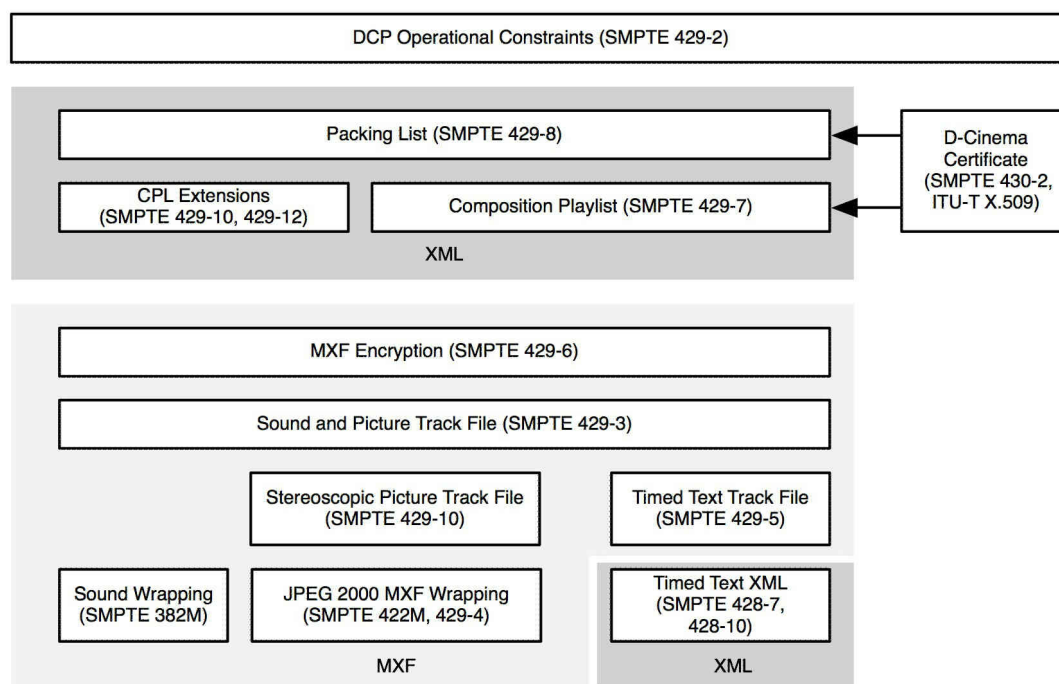 DCP Operational Constraints (SMPTE 429-2)
Packing List (SMPTE 429-8)
D-Cinema
Certificate
(SMPTE 430-2,
ITU-T X.509)
CPL Extensions
(SMPTE 429-10, 429-12)
Composition Playlist (SMPTE 429-7)
XML
MXF Encryption (SMPTE 429-6)
Sound and Picture Track File (SMPTE 429-3)
Stereoscopic Picture Track File
(SMPTE 429-10)
Timed Text Track File
(SMPTE 429-5)
Sound Wrapping
(SMPTE 382M)
JPEG 2000 MXF Wrapping
(SMPTE 422M, 429-4)
Timed Text XML
(SMPTE 428-7,
428-10)
MXF
XML